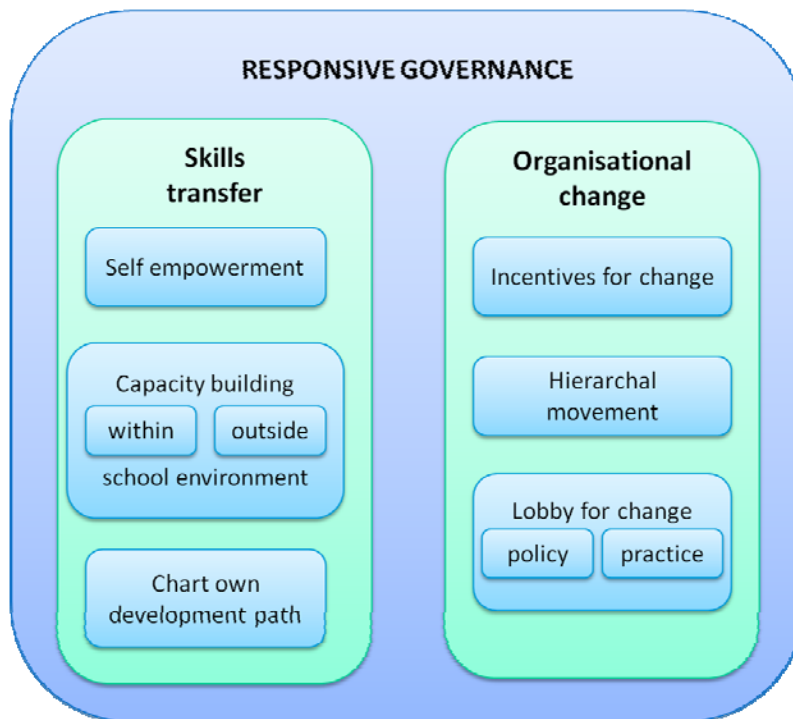 RESPONSIVE GOVERNANCE
Skills
transfer
Self empowerment
Capacity building
within
outside
school environment
Chart own
development path
Organisational
change
Incentives for change
Hierarchal
movement
Lobby for change
policy
practice